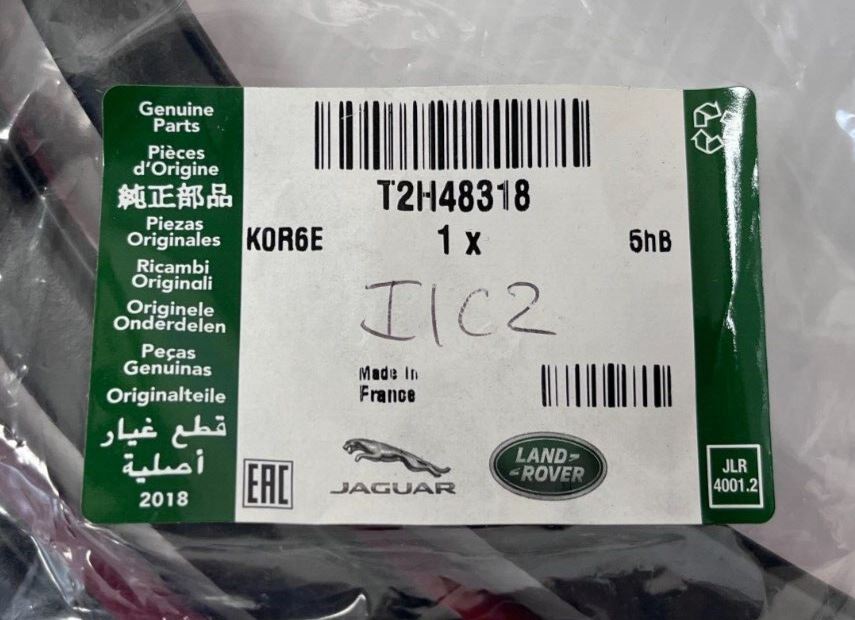 Genuine
Parts
Pièces
d'Origine
純正部品
Piezas
Originales
Ricambi
Originali
Originele
Onderdelen
Peças
Genuinas
Originalteile
قطع غيار
أصلية
2018
T2H48318
K0R6E 1 x 5hB
I1C2
Made In
France
EAC
JAGUAR
LAND-
-ROVER
JLR
4001.2